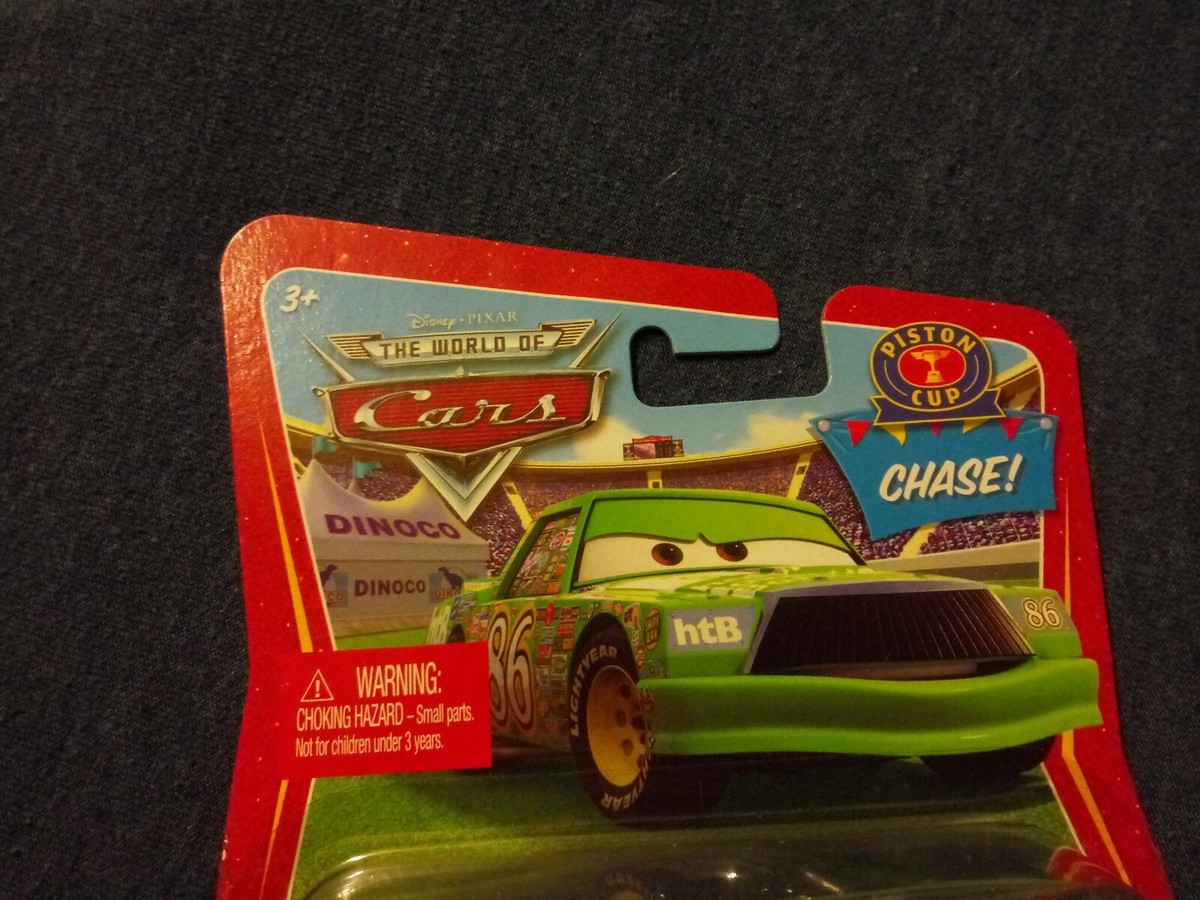 3+
Disney · PIXAR
THE WORLD OF
Cars
PISTON
CUP
CHASE!
DINOCO
DINOCO
86
htB
86
LIGHTYEAR
WARNING:
CHOKING HAZARD – Small parts.
Not for children under 3 years.